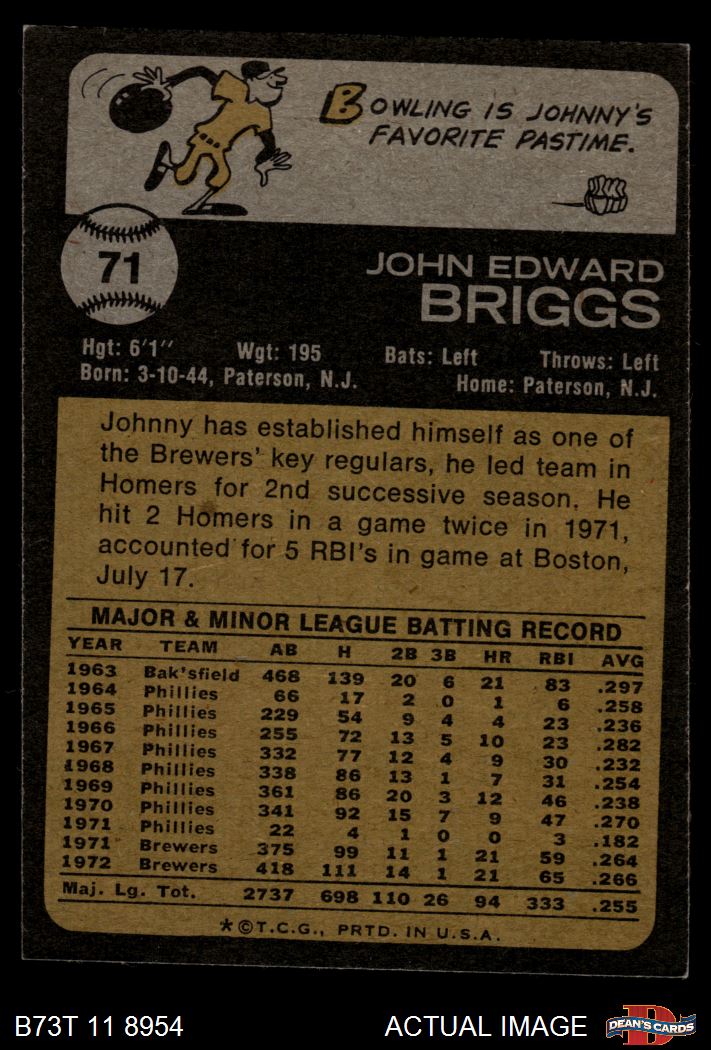 BOWLING IS JOHNNY'S
FAVORITE PASTIME.
71
JOHN EDWARD
BRIGGS
Hgt: 6'1" Wgt: 195 Bats: Left Throws: Left
Born: 3-10-44, Paterson, N.J. Home: Paterson, N.J.
Johnny has established himself as one of
the Brewers' key regulars, he led team in
Homers for 2nd successive season. He
hit 2 Homers in a game twice in 1971,
accounted for 5 RBI's in game at Boston,
July 17.
MAJOR & MINOR LEAGUE BATTING RECORD
YEAR TEAM AB H 2B 3B HR RBI AVG
1963 Bak'sfield 468 139 20 6 21 83 .297
1964 Phillies 66 17 2 0 1 6 .258
1965 Phillies 229 54 9 4 4 23 .236
1966 Phillies 255 72 13 5 10 23 .282
1967 Phillies 332 77 12 4 9 30 .232
1968 Phillies 338 86 13 1 7 31 .254
1969 Phillies 361 86 20 3 12 46 .238
1970 Phillies 341 92 15 7 9 47 .270
1971 Phillies 22 4 1 0 0 3 .182
1971 Brewers 375 99 11 1 21 59 .264
1972 Brewers 418 111 14 1 21 65 .266
Maj. Lg. Tot. 2737 698 110 26 94 333 .255
*©T.C.G., PRTD. IN U.S.A.
B73T 11 8954 ACTUAL IMAGE DEAN'S CARDS